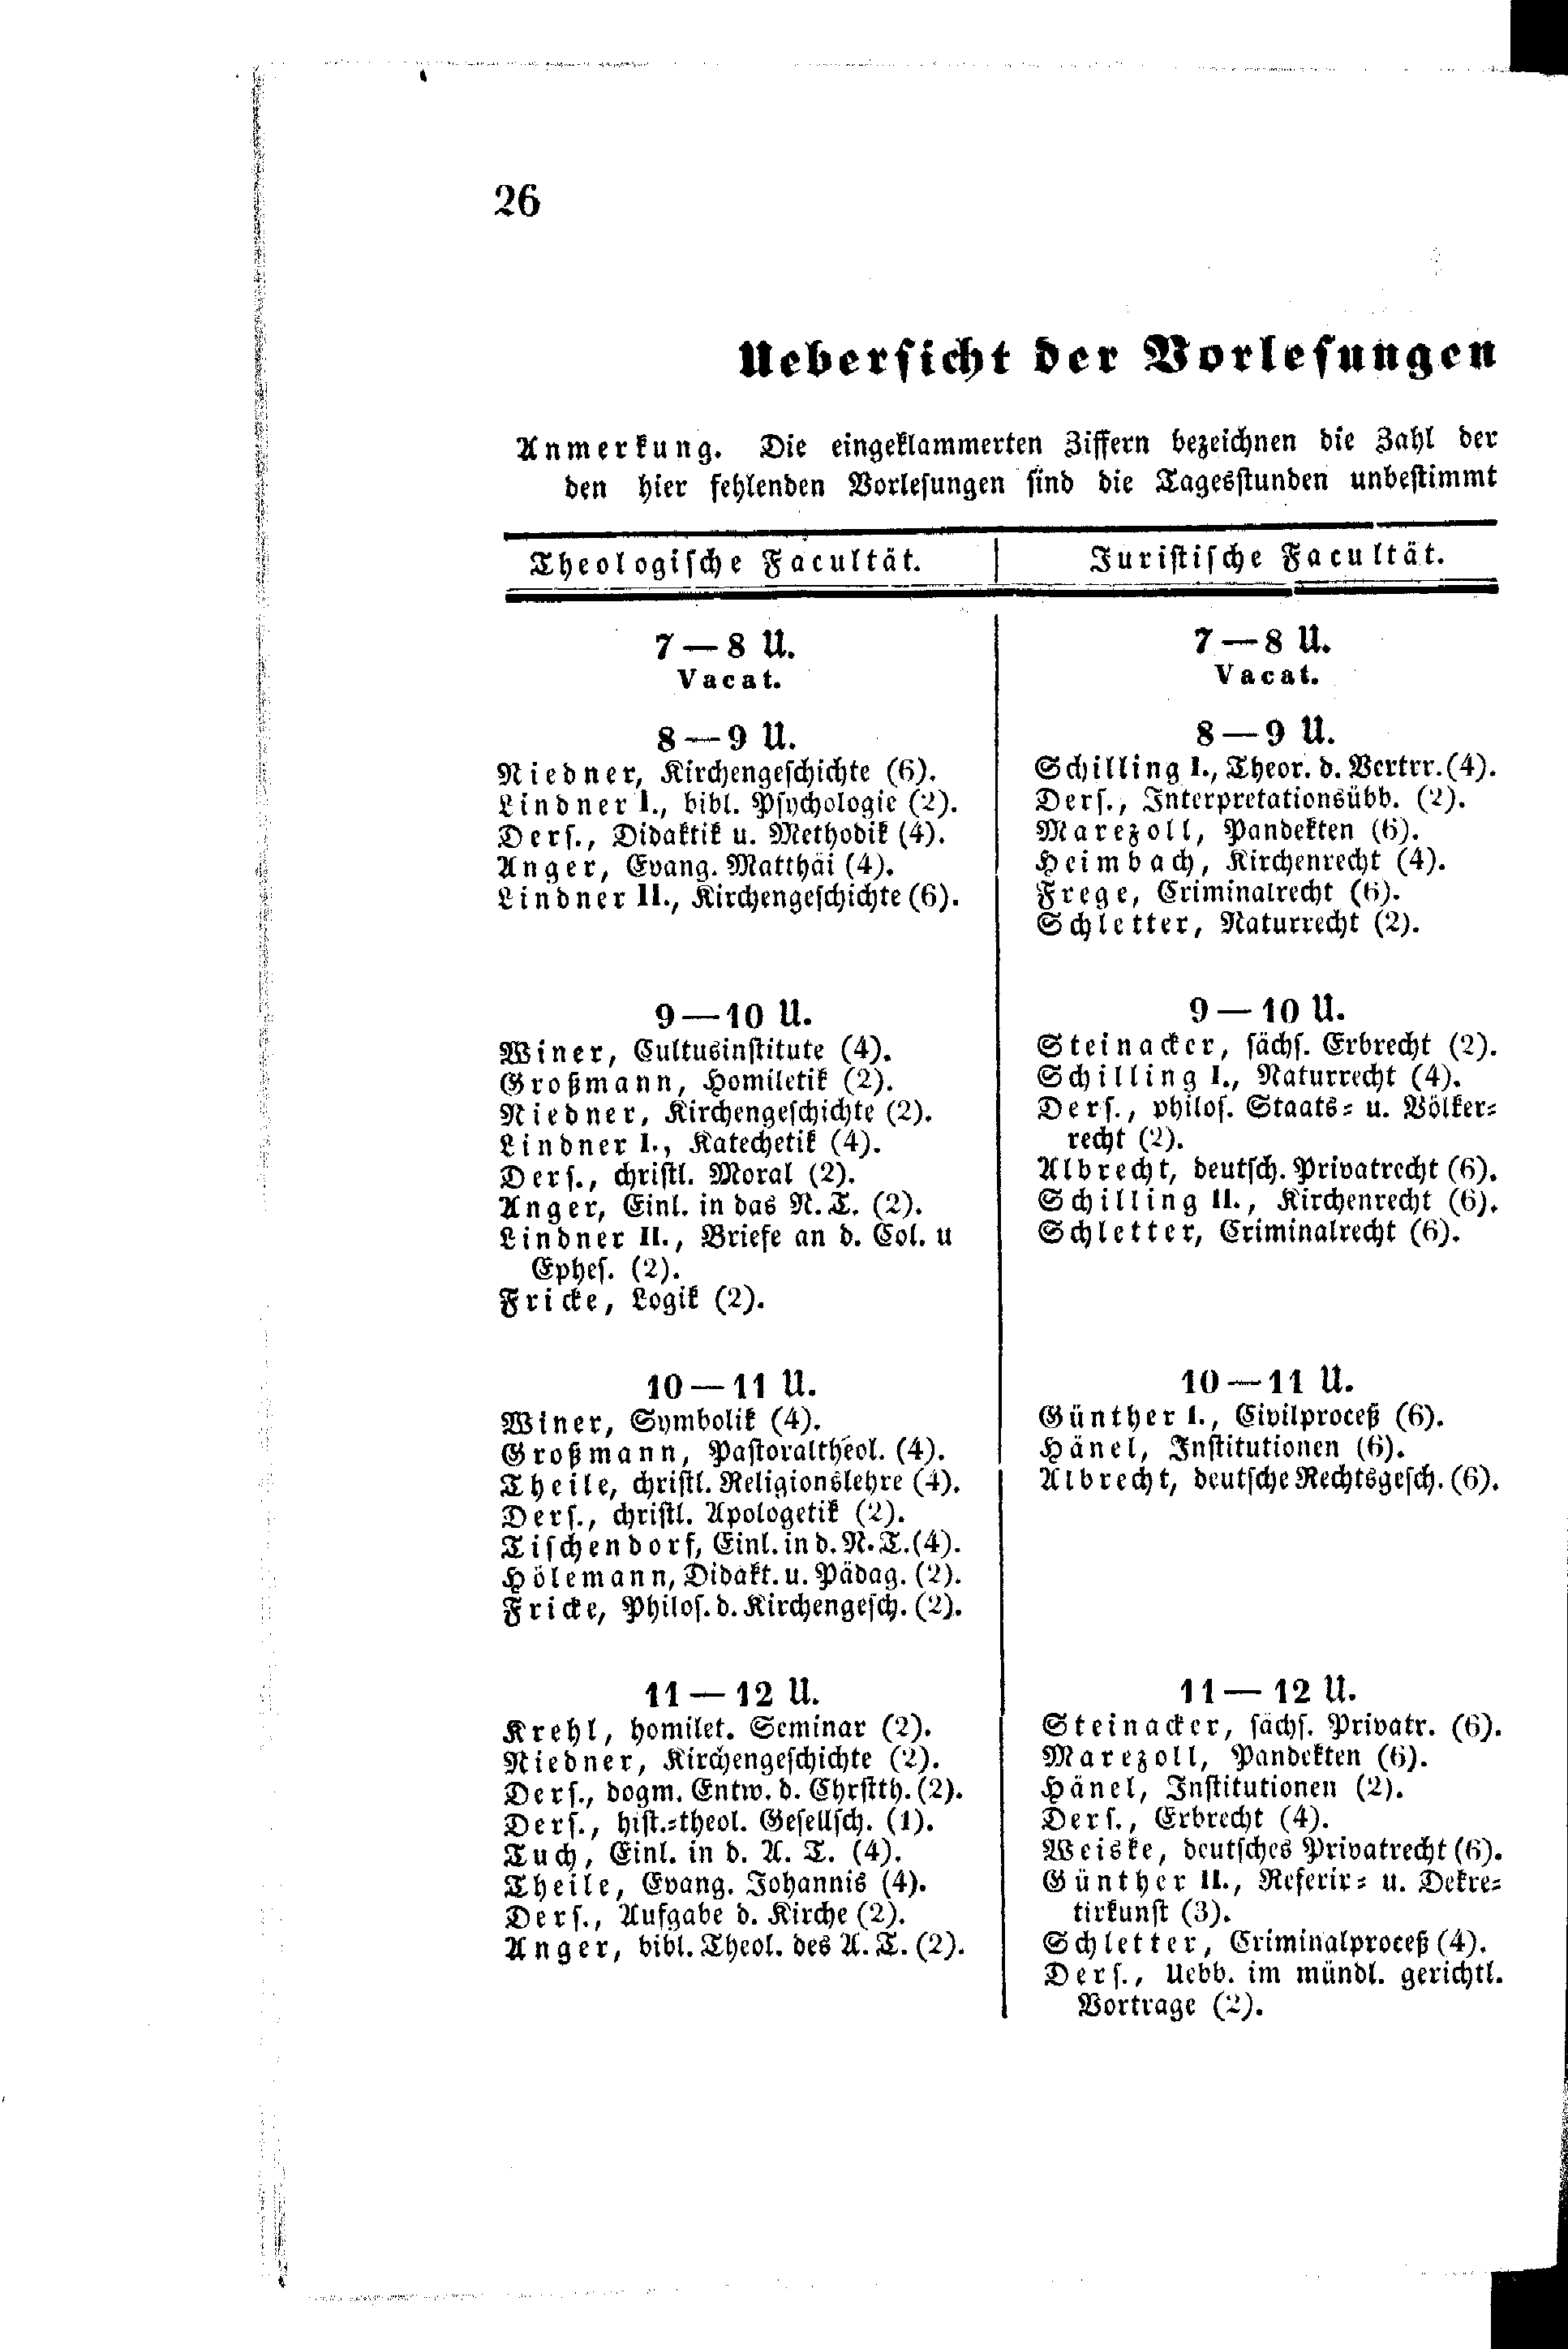 26
Uebersicht der Vorlesungen
Anmerkung. Die eingeklammerten Ziffern bezeichnen die Zahl der
den hier fehlenden Vorlesungen sind die Tagesstunden unbestimmt
Theologische Facultät.
7 — 8 U.
Vacat.
8 — 9 U.
Niedner, Kirchengeschichte (6).
Lindner I., bibl. Psychologie (2).
Ders., Didaktik u. Methodik (4).
Anger, Evang. Matthäi (4).
Lindner II., Kirchengeschichte (6).
9 — 10 U.
Winer, Cultusinstitute (4).
Großmann, Homiletik (2).
Niedner, Kirchengeschichte (2).
Lindner I., Katechetik (4).
Ders., christl. Moral (2).
Anger, Einl. in das N. T. (2).
Lindner II., Briefe an d. Col. u
Ephes. (2).
Fricke, Logik (2).
10 — 11 U.
Winer, Symbolik (4).
Großmann, Pastoraltheol. (4).
Theile, christl. Religionslehre (4).
Ders., christl. Apologetik (2).
Tischendorf, Einl. in d. N. T. (4).
Hölemann, Didakt. u. Pädag. (2).
Fricke, Philos. d. Kirchengesch. (2).
11 — 12 U.
Krehl, homilet. Seminar (2).
Niedner, Kirchengeschichte (2).
Ders., dogm. Entw. d. Chrstth. (2).
Ders., hist.-theol. Gesellsch. (1).
Tuch, Einl. in d. A. T. (4).
Theile, Evang. Johannis (4).
Ders., Aufgabe d. Kirche (2).
Anger, bibl. Theol. des A. T. (2).
Juristische Facultät.
7 — 8 U.
Vacat.
8 — 9 U.
Schilling I., Theor. d. Vertrr. (4).
Ders., Interpretationsübb. (2).
Marezoll, Pandekten (6).
Heimbach, Kirchenrecht (4).
Frege, Criminalrecht (6).
Schletter, Naturrecht (2).
9 — 10 U.
Steinacker, sächs. Erbrecht (2).
Schilling I., Naturrecht (4).
Ders., philos. Staats- u. Völker-
recht (2).
Albrecht, deutsch. Privatrecht (6).
Schilling II., Kirchenrecht (6).
Schletter, Criminalrecht (6).
10 — 11 U.
Günther I., Civilproceß (6).
Hänel, Institutionen (6).
Albrecht, deutsche Rechtsgesch. (6).
11 — 12 U.
Steinacker, sächs. Privatr. (6).
Marezoll, Pandekten (6).
Hänel, Institutionen (2).
Ders., Erbrecht (4).
Weiske, deutsches Privatrecht (6).
Günther II., Referir- u. Dekre-
tirkunst (3).
Schletter, Criminalproceß (4).
Ders., Uebb. im mündl. gerichtl.
Vortrage (2).